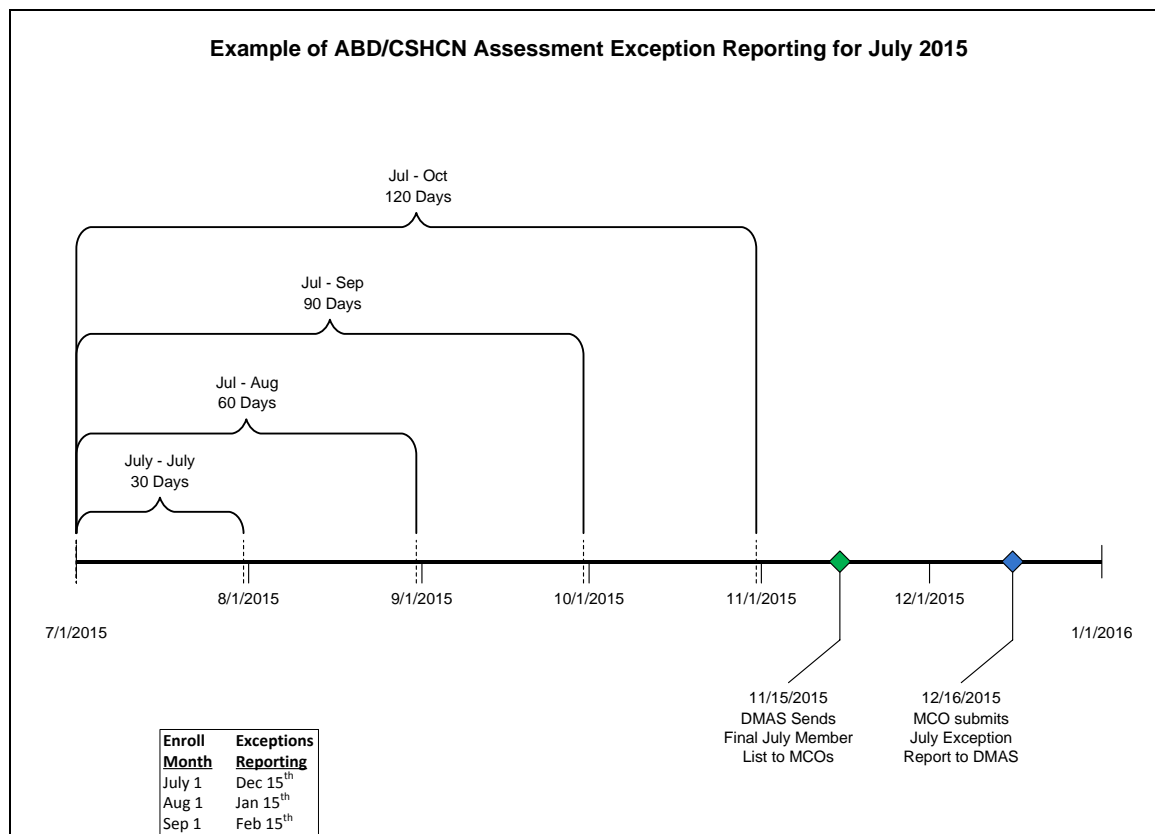 Example of ABD/CSHCN Assessment Exception Reporting for July 2015
Jul - Oct
120 Days
Jul - Sep
90 Days
Jul - Aug
60 Days
July - July
30 Days
8/1/2015
9/1/2015
10/1/2015
11/1/2015
12/1/2015
7/1/2015
1/1/2016
11/15/2015
DMAS Sends
Final July Member
List to MCOs
12/16/2015
MCO submits
July Exception
Report to DMAS
Enroll Exceptions
Month Reporting
July 1 Dec 15th
Aug 1 Jan 15th
Sep 1 Feb 15th